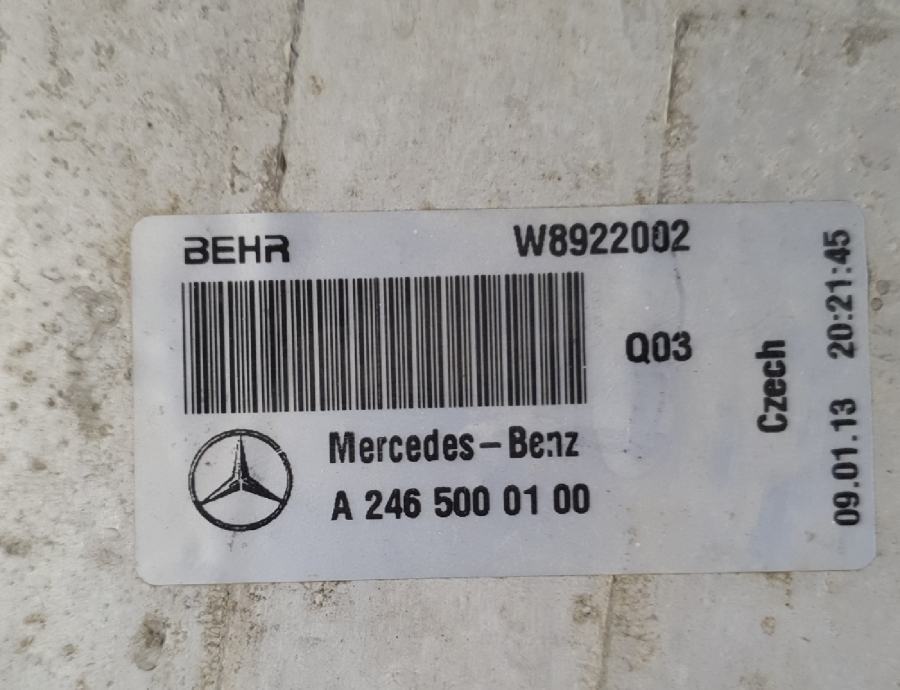 BEHR
W8922002
Q03
Mercedes-Benz
A 246 500 01 00
Czech
09.01.13 20:21:45